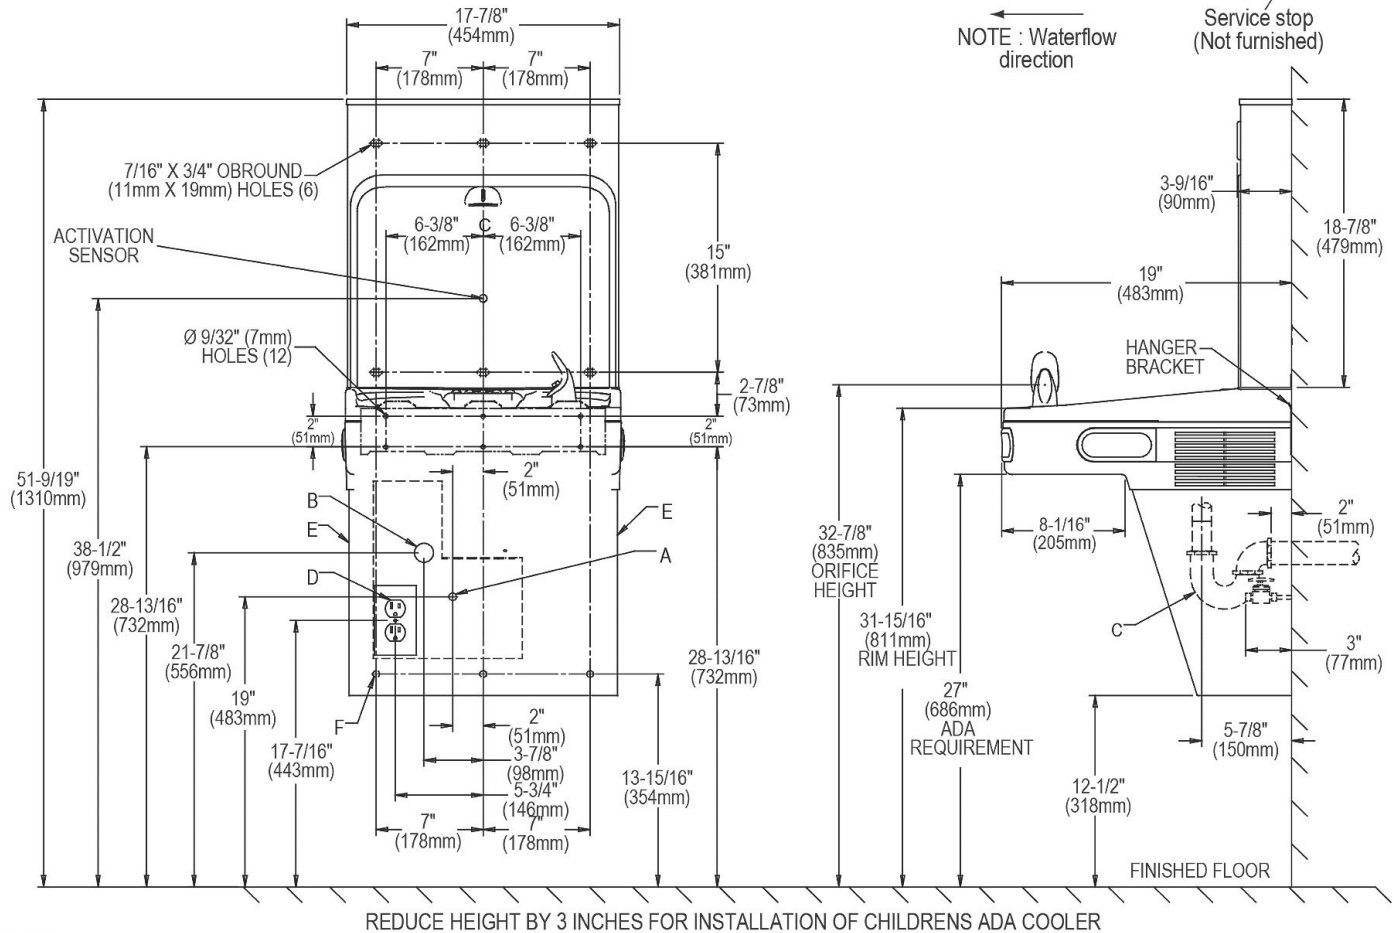 17-7/8"
(454mm)
7"
(178mm)
7"
(178mm)
NOTE : Waterflow
direction
Service stop
(Not furnished)
7/16" X 3/4" OBROUND
(11mm X 19mm) HOLES (6)
ACTIVATION
SENSOR
6-3/8"
(162mm)
C
6-3/8"
(162mm)
15"
(381mm)
Ø 9/32" (7mm)
HOLES (12)
2-7/8"
(73mm)
2"
(51mm)
2"
(51mm)
2"
(51mm)
51-9/19"
(1310mm)
38-1/2"
(979mm)
28-13/16"
(732mm)
21-7/8"
(556mm)
19"
(483mm)
17-7/16"
(443mm)
B
E
D
F
E
A
28-13/16"
(732mm)
2"
(51mm)
3-7/8"
(98mm)
5-3/4"
(146mm)
7"
(178mm)
7"
(178mm)
13-15/16"
(354mm)
3-9/16"
(90mm)
18-7/8"
(479mm)
19"
(483mm)
HANGER
BRACKET
8-1/16"
(205mm)
2"
(51mm)
32-7/8"
(835mm)
ORIFICE
HEIGHT
31-15/16"
(811mm)
RIM HEIGHT
27"
(686mm)
ADA
REQUIREMENT
C
3"
(77mm)
5-7/8"
(150mm)
12-1/2"
(318mm)
FINISHED FLOOR
REDUCE HEIGHT BY 3 INCHES FOR INSTALLATION OF CHILDRENS ADA COOLER